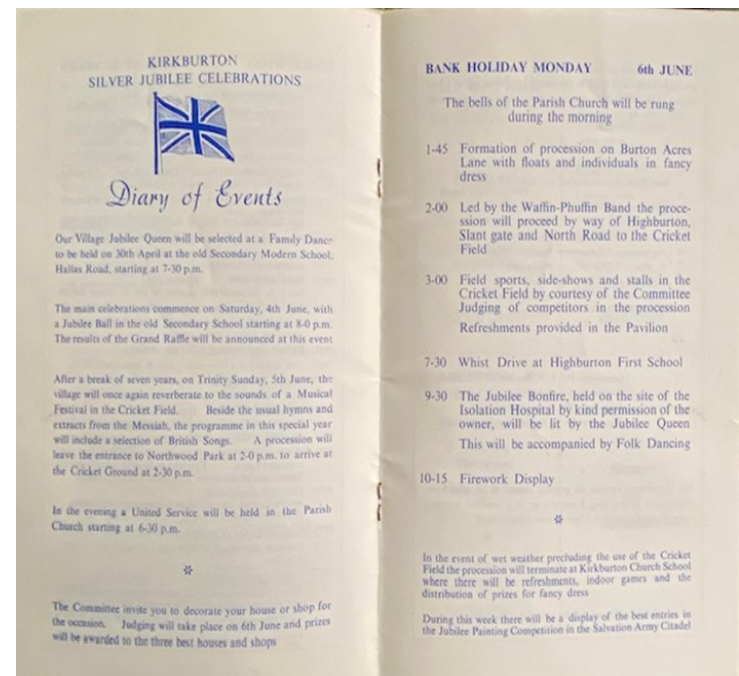 KIRKBURTON
SILVER JUBILEE CELEBRATIONS
Diary of Events
Our Village Jubilee Queen will be selected at a Family Dance
to be held on 30th April at the old Secondary Modern School,
Hallas Road, starting at 7-30 p.m.
The main celebrations commence on Saturday, 4th June, with
a Jubilee Ball in the old Secondary School starting at 8-0 p.m.
The results of the Grand Raffle will be announced at this event
After a break of seven years, on Trinity Sunday, 5th June, the
village will once again reverberate to the sounds of a Musical
Festival in the Cricket Field. Beside the usual hymns and
extracts from the Messiah, the programme in this special year
will include a selection of British Songs. A procession will
leave the entrance to Northwood Park at 2-0 p.m. to arrive at
the Cricket Ground at 2-30 p.m.
In the evening a United Service will be held in the Parish
Church starting at 6-30 p.m.
The Committee invite you to decorate your house or shop for
the occasion. Judging will take place on 6th June and prizes
will be awarded to the three best houses and shops
BANK HOLIDAY MONDAY 6th JUNE
The bells of the Parish Church will be rung
during the morning
1-45 Formation of procession on Burton Acres
Lane with floats and individuals in fancy
dress
2-00 Led by the Waffin-Phuffin Band the proce-
ssion will proceed by way of Highburton,
Slant gate and North Road to the Cricket
Field
3-00 Field sports, side-shows and stalls in the
Cricket Field by courtesy of the Committee
Judging of competitors in the procession
Refreshments provided in the Pavilion
7-30 Whist Drive at Highburton First School
9-30 The Jubilee Bonfire, held on the site of the
Isolation Hospital by kind permission of the
owner, will be lit by the Jubilee Queen
This will be accompanied by Folk Dancing
10-15 Firework Display
In the event of wet weather precluding the use of the Cricket
Field the procession will terminate at Kirkburton Church School
where there will be refreshments, indoor games and the
distribution of prizes for fancy dress
During this week there will be a display of the best entries in
the Jubilee Painting Competition in the Salvation Army Citadel